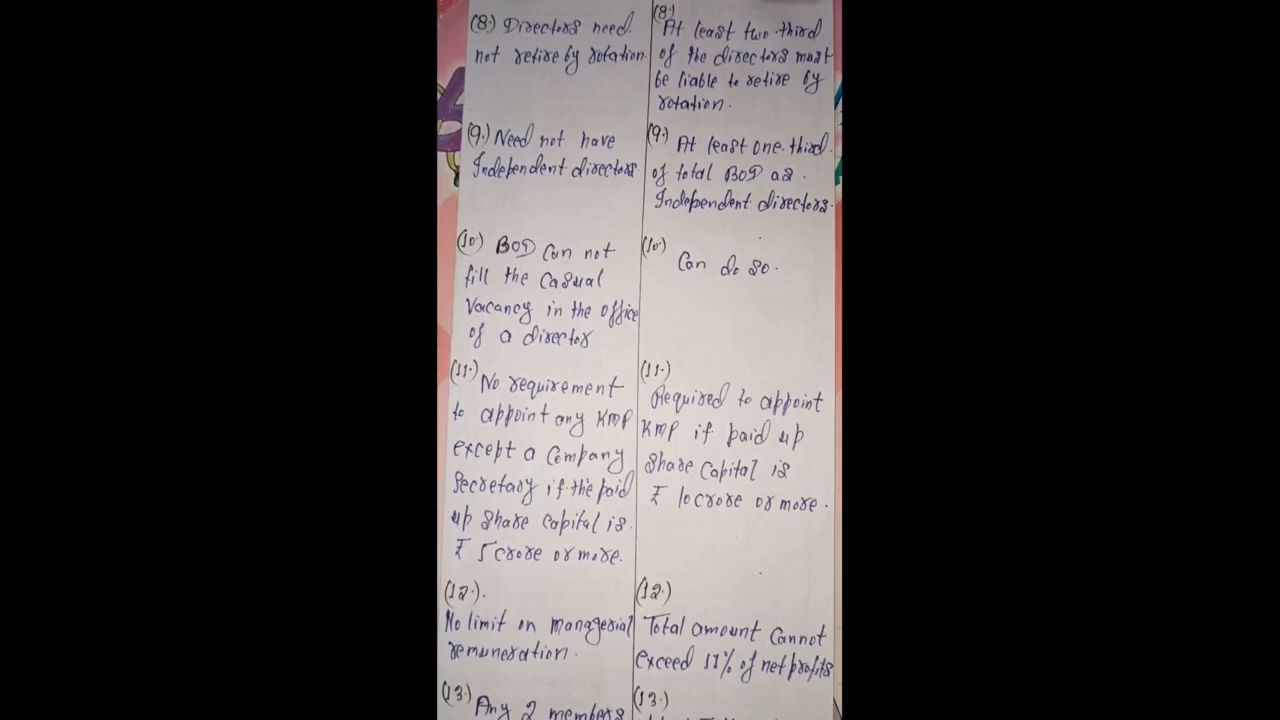 (8.) Directors need
not retire by rotation.
(9.) Need not have
Independent directors.
(10.) BOD can not
fill the casual
vacancy in the office
of a director
(11.) No requirement
to appoint any KMP
except a company
Secretary if the paid
up share capital is
₹ 5 crore or more.
(12.).
No limit on managerial
remuneration.
(13.) Any 2 members
(8.)
At least two-third
of the directors must
be liable to retire by
rotation.
(9.) At least one-third
of total BOD as
Independent directors.
(10.)
Can do so.
(11.)
Required to appoint
KMP if paid up
share capital is
₹ 10 crore or more.
(12.)
Total amount cannot
exceed 11% of net profits
(13.)